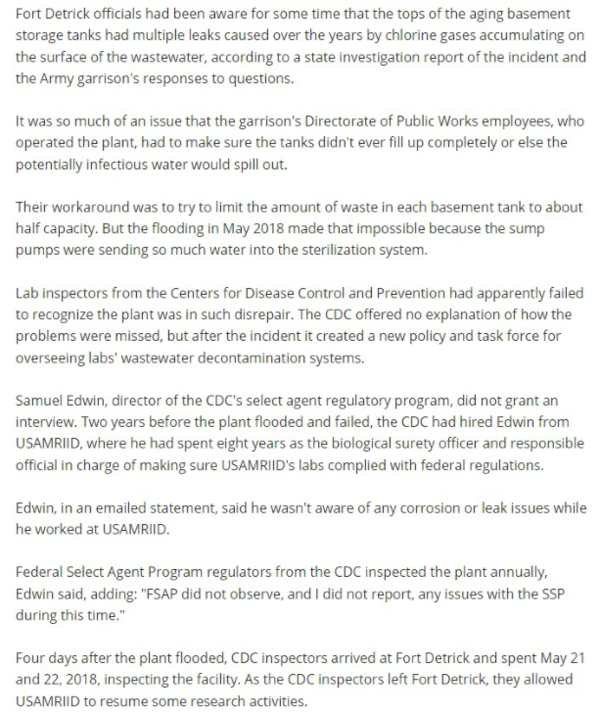 Fort Detrick officials had been aware for some time that the tops of the aging basement
storage tanks had multiple leaks caused over the years by chlorine gases accumulating on
the surface of the wastewater, according to a state investigation report of the incident and
the Army garrison's responses to questions.
It was so much of an issue that the garrison's Directorate of Public Works employees, who
operated the plant, had to make sure the tanks didn't ever fill up completely or else the
potentially infectious water would spill out.
Their workaround was to try to limit the amount of waste in each basement tank to about
half capacity. But the flooding in May 2018 made that impossible because the sump
pumps were sending so much water into the sterilization system.
Lab inspectors from the Centers for Disease Control and Prevention had apparently failed
to recognize the plant was in such disrepair. The CDC offered no explanation of how the
problems were missed, but after the incident it created a new policy and task force for
overseeing labs' wastewater decontamination systems.
Samuel Edwin, director of the CDC's select agent regulatory program, did not grant an
interview. Two years before the plant flooded and failed, the CDC had hired Edwin from
USAMRIID, where he had spent eight years as the biological surety officer and responsible
official in charge of making sure USAMRIID's labs complied with federal regulations.
Edwin, in an emailed statement, said he wasn't aware of any corrosion or leak issues while
he worked at USAMRIID.
Federal Select Agent Program regulators from the CDC inspected the plant annually,
Edwin said, adding: "FSAP did not observe, and I did not report, any issues with the SSP
during this time."
Four days after the plant flooded, CDC inspectors arrived at Fort Detrick and spent May 21
and 22, 2018, inspecting the facility. As the CDC inspectors left Fort Detrick, they allowed
USAMRIID to resume some research activities.